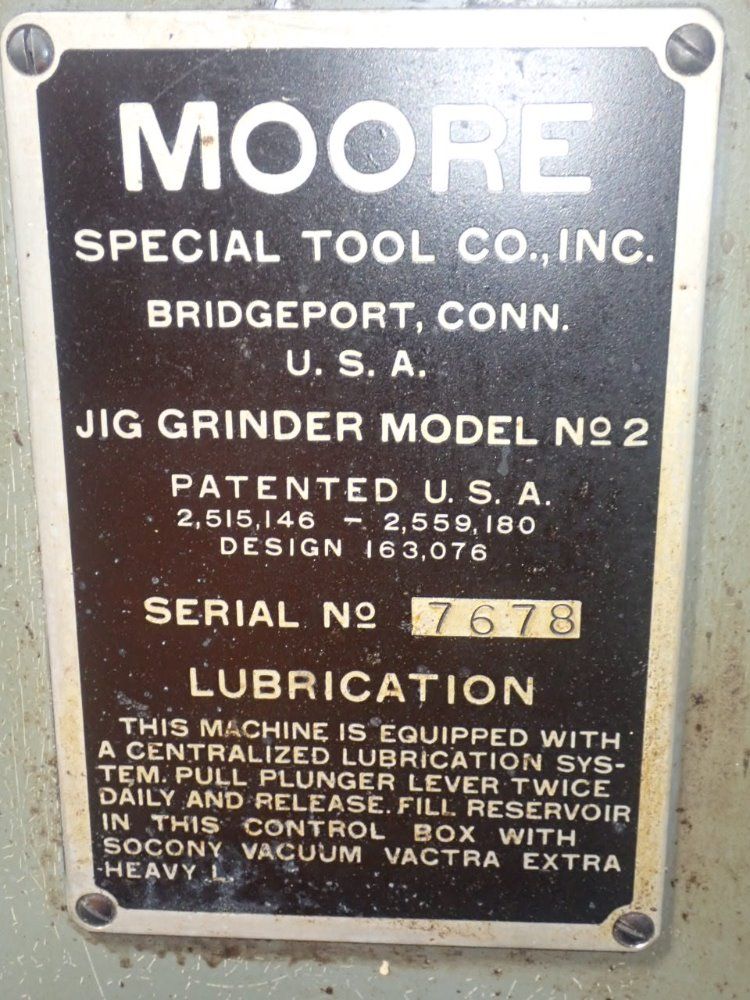 MOORE
SPECIAL TOOL CO., INC.
BRIDGEPORT, CONN.
U. S. A.
JIG GRINDER MODEL Nº 2
PATENTED U. S. A.
2,515,146 – 2,559,180
DESIGN 163,076
SERIAL Nº 7678
LUBRICATION
THIS MACHINE IS EQUIPPED WITH
A CENTRALIZED LUBRICATION SYS-
TEM. PULL PLUNGER LEVER TWICE
DAILY AND RELEASE. FILL RESERVOIR
IN THIS CONTROL BOX WITH
SOCONY VACUUM VACTRA EXTRA
HEAVY L.